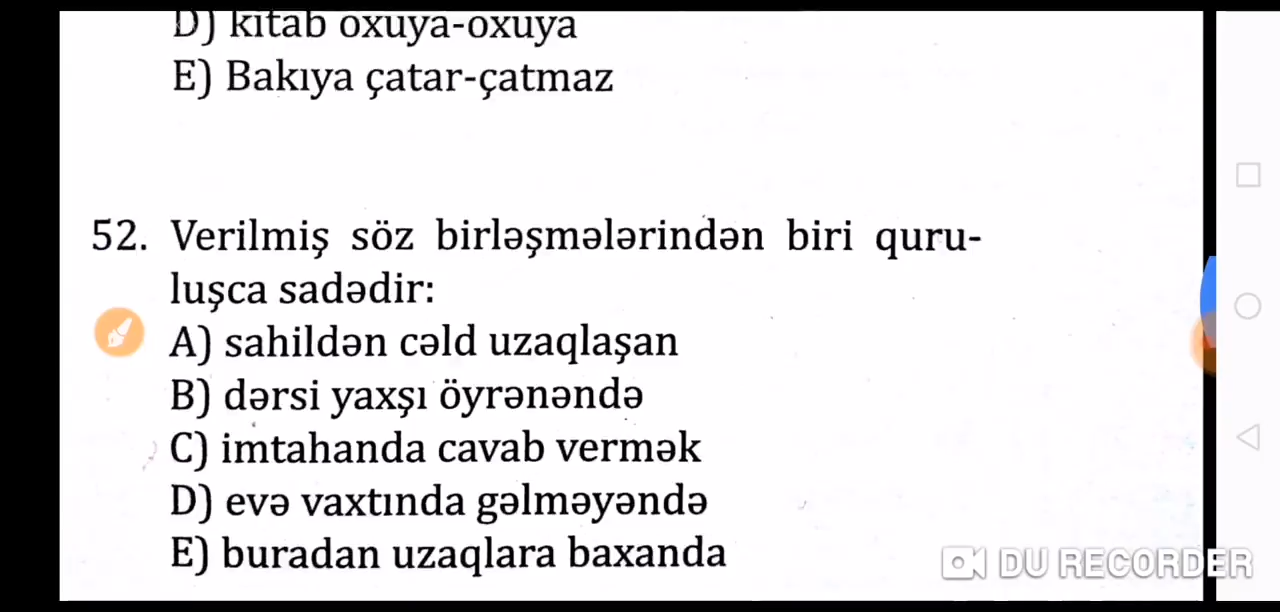 D) kitab oxuya-oxuya
E) Bakıya çatar-çatmaz
52. Verilmiş söz birləşmələrindən biri quru-
luşca sadədir:
A) sahildən cəld uzaqlaşan
B) dərsi yaxşı öyrənəndə
C) imtahanda cavab vermək
D) evə vaxtında gəlməyəndə
E) buradan uzaqlara baxanda
DU RECORDER